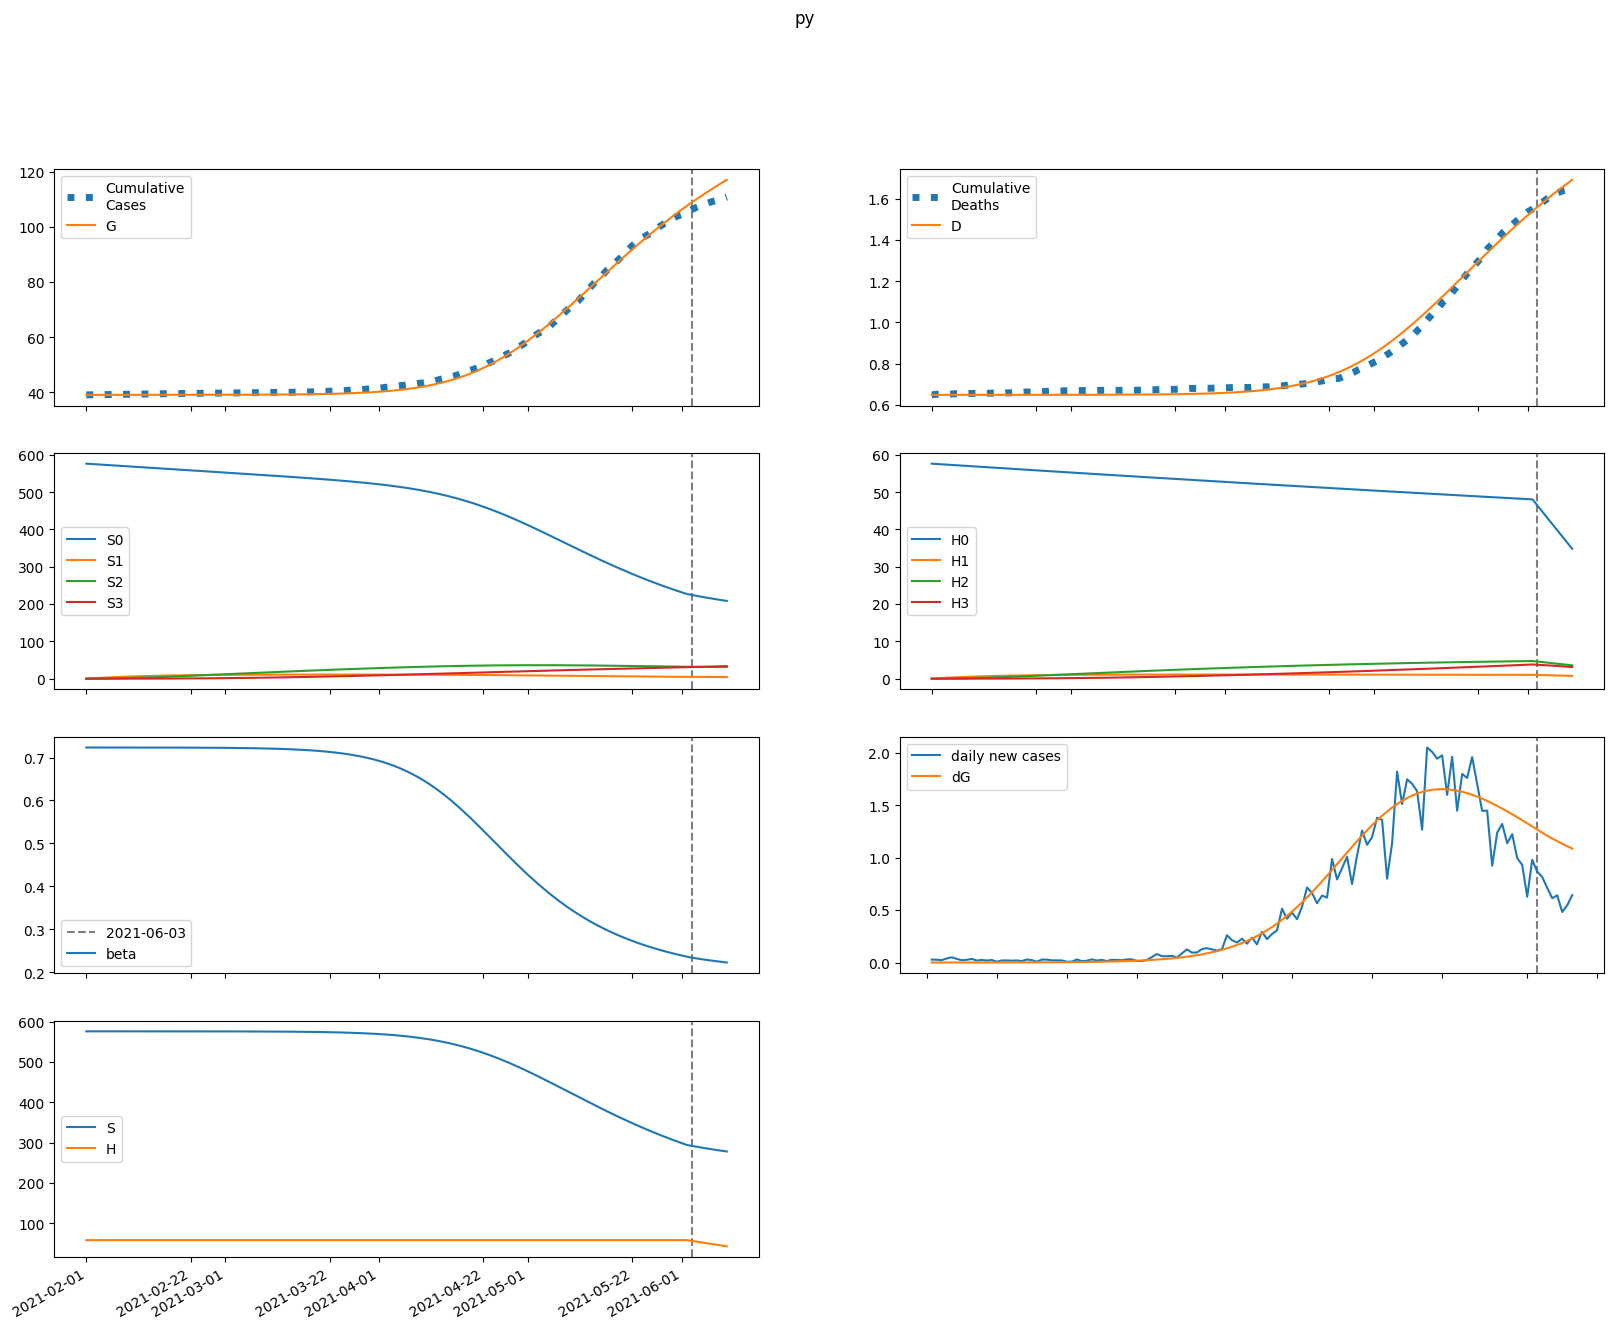 py
120
100
80
60
40
Cumulative
Cases
G
1.6
1.4
1.2
1.0
0.8
0.6
Cumulative
Deaths
D
600
500
400
300
200
100
0
S0
S1
S2
S3
60
50
40
30
20
10
0
H0
H1
H2
H3
0.7
0.6
0.5
0.4
0.3
0.2
2021-06-03
beta
2.0
1.5
1.0
0.5
0.0
daily new cases
dG
600
500
400
300
200
100
S
H
2021-02-01
2021-02-22
2021-03-01
2021-03-22
2021-04-01
2021-04-22
2021-05-01
2021-05-22
2021-06-01